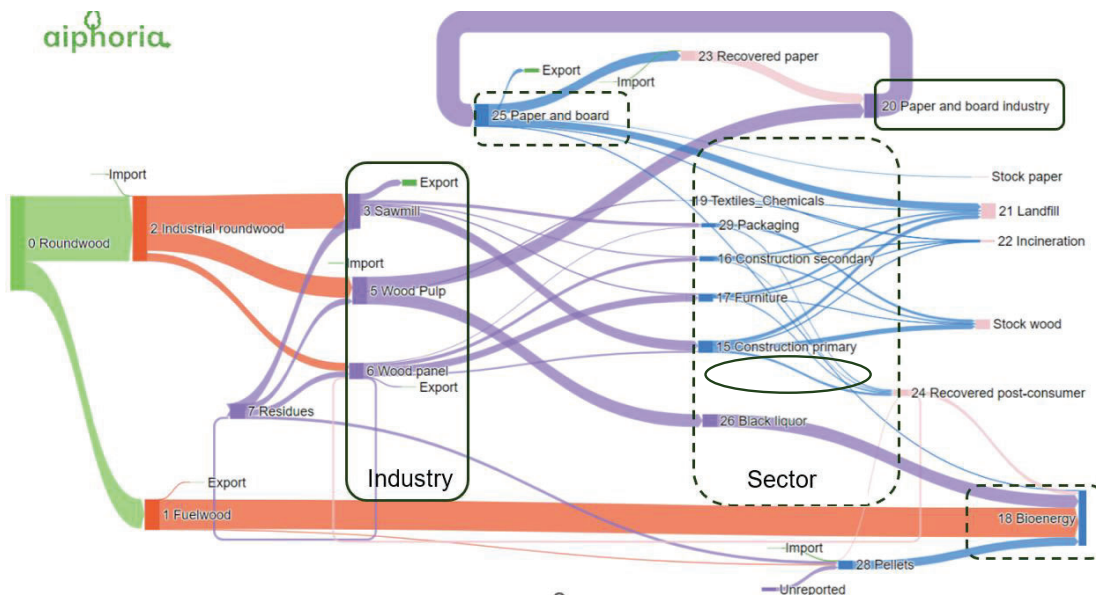 aiphoria
23 Recovered paper
Export
Import
25 Paper and board
20 Paper and board industry
Import
Export
Stock paper
19 Textiles_Chemicals
3 Sawmill
21 Landfill
2 Industrial roundwood
29 Packaging
0 Roundwood
22 Incineration
16 Construction secondary
Import
5 Wood Pulp
17 Furniture
Stock wood
15 Construction primary
6 Wood panel
Export
24 Recovered post-consumer
7 Residues
26 Black liquor
Industry
Sector
Export
1 Fuelwood
18 Bioenergy
Import
28 Pellets
Unreported